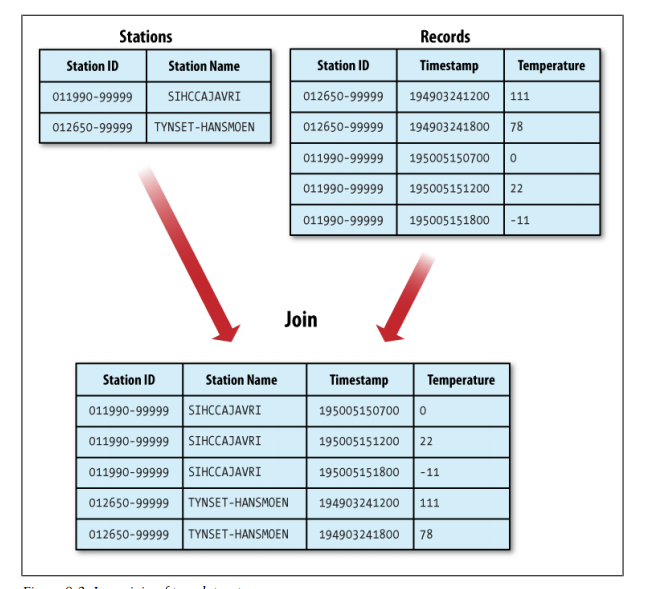 Stations
Station ID Station Name
011990-99999 SIHCCAJAVRI
012650-99999 TYNSET-HANSMOEN
Records
Station ID Timestamp Temperature
012650-99999 194903241200 111
012650-99999 194903241800 78
011990-99999 195005150700 0
011990-99999 195005151200 22
011990-99999 195005151800 -11
Join
Station ID Station Name Timestamp Temperature
011990-99999 SIHCCAJAVRI 195005150700 0
011990-99999 SIHCCAJAVRI 195005151200 22
011990-99999 SIHCCAJAVRI 195005151800 -11
012650-99999 TYNSET-HANSMOEN 194903241200 111
012650-99999 TYNSET-HANSMOEN 194903241800 78